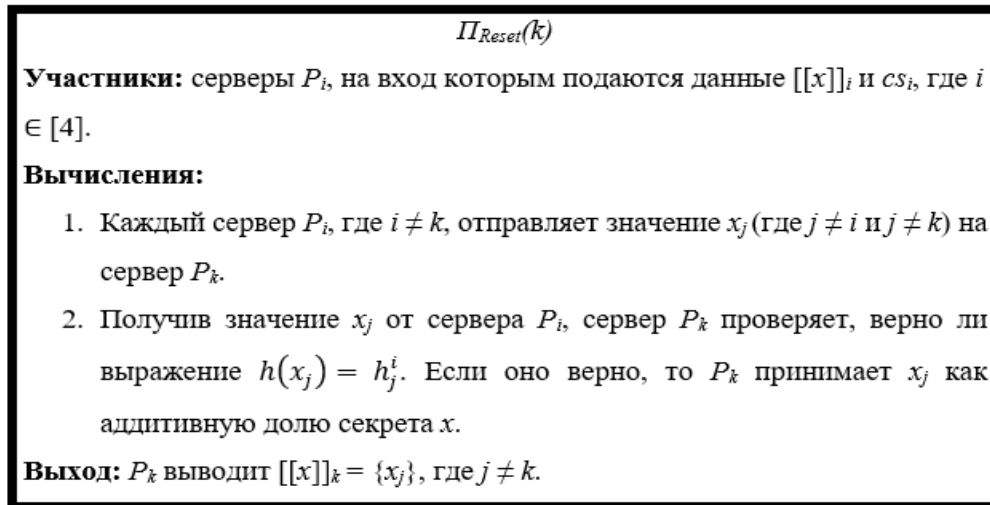 Π_Reset(k)
Участники: серверы P_i, на вход которым подаются данные [[x]]_i и cs_i, где i
∈ [4].
Вычисления:
1. Каждый сервер P_i, где i ≠ k, отправляет значение x_j (где j ≠ i и j ≠ k) на
сервер P_k.
2. Получив значение x_j от сервера P_i, сервер P_k проверяет, верно ли
выражение h(x_j) = h_j^i. Если оно верно, то P_k принимает x_j как
аддитивную долю секрета x.
Выход: P_k выводит [[x]]_k = {x_j}, где j ≠ k.